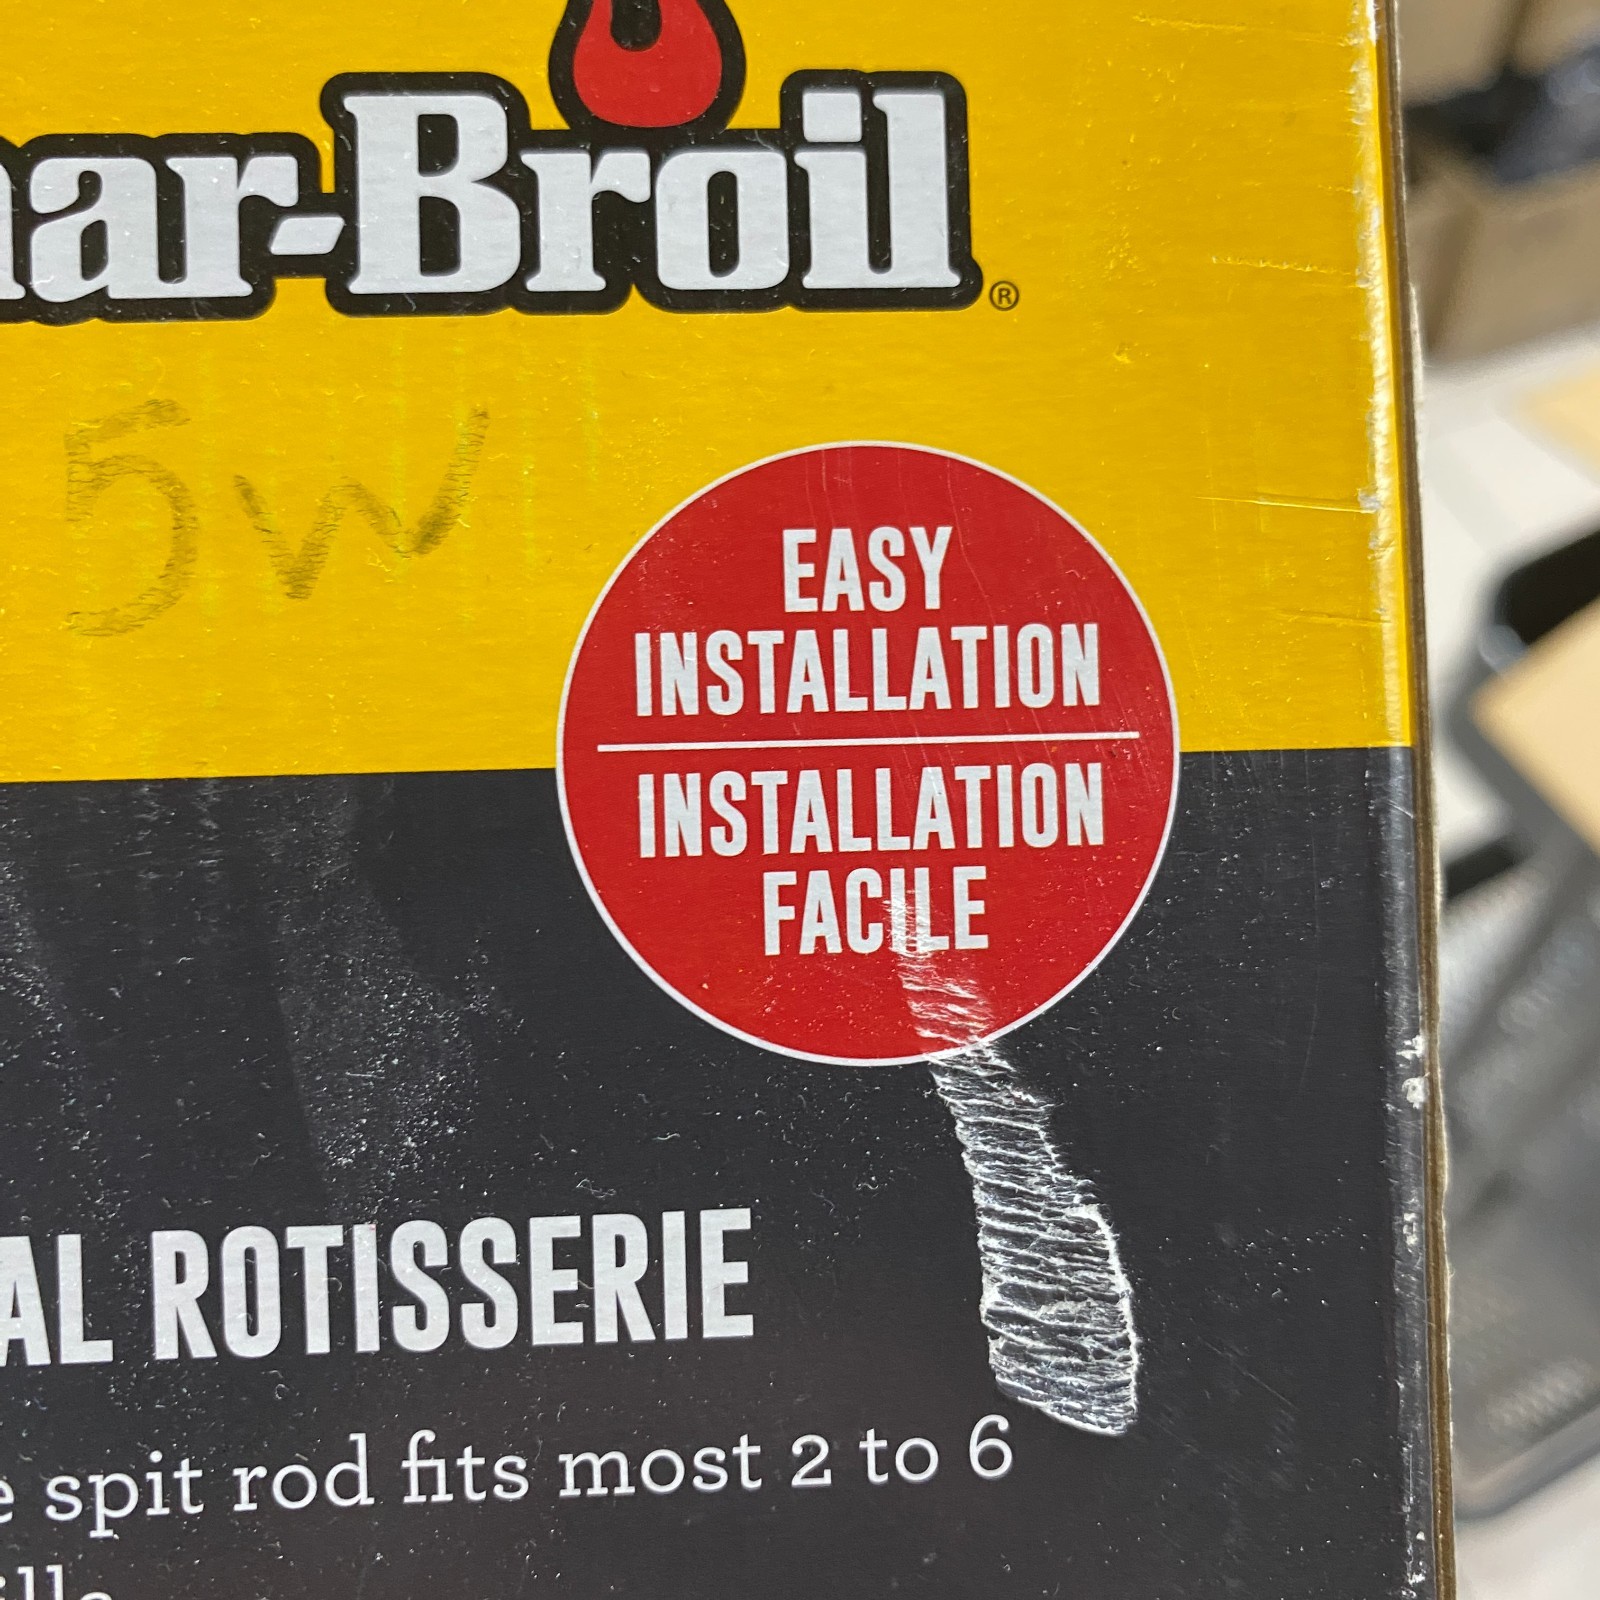 har-Broil®
5W
EASY
INSTALLATION
INSTALLATION
FACILE
AL ROTISSERIE
e spit rod fits most 2 to 6